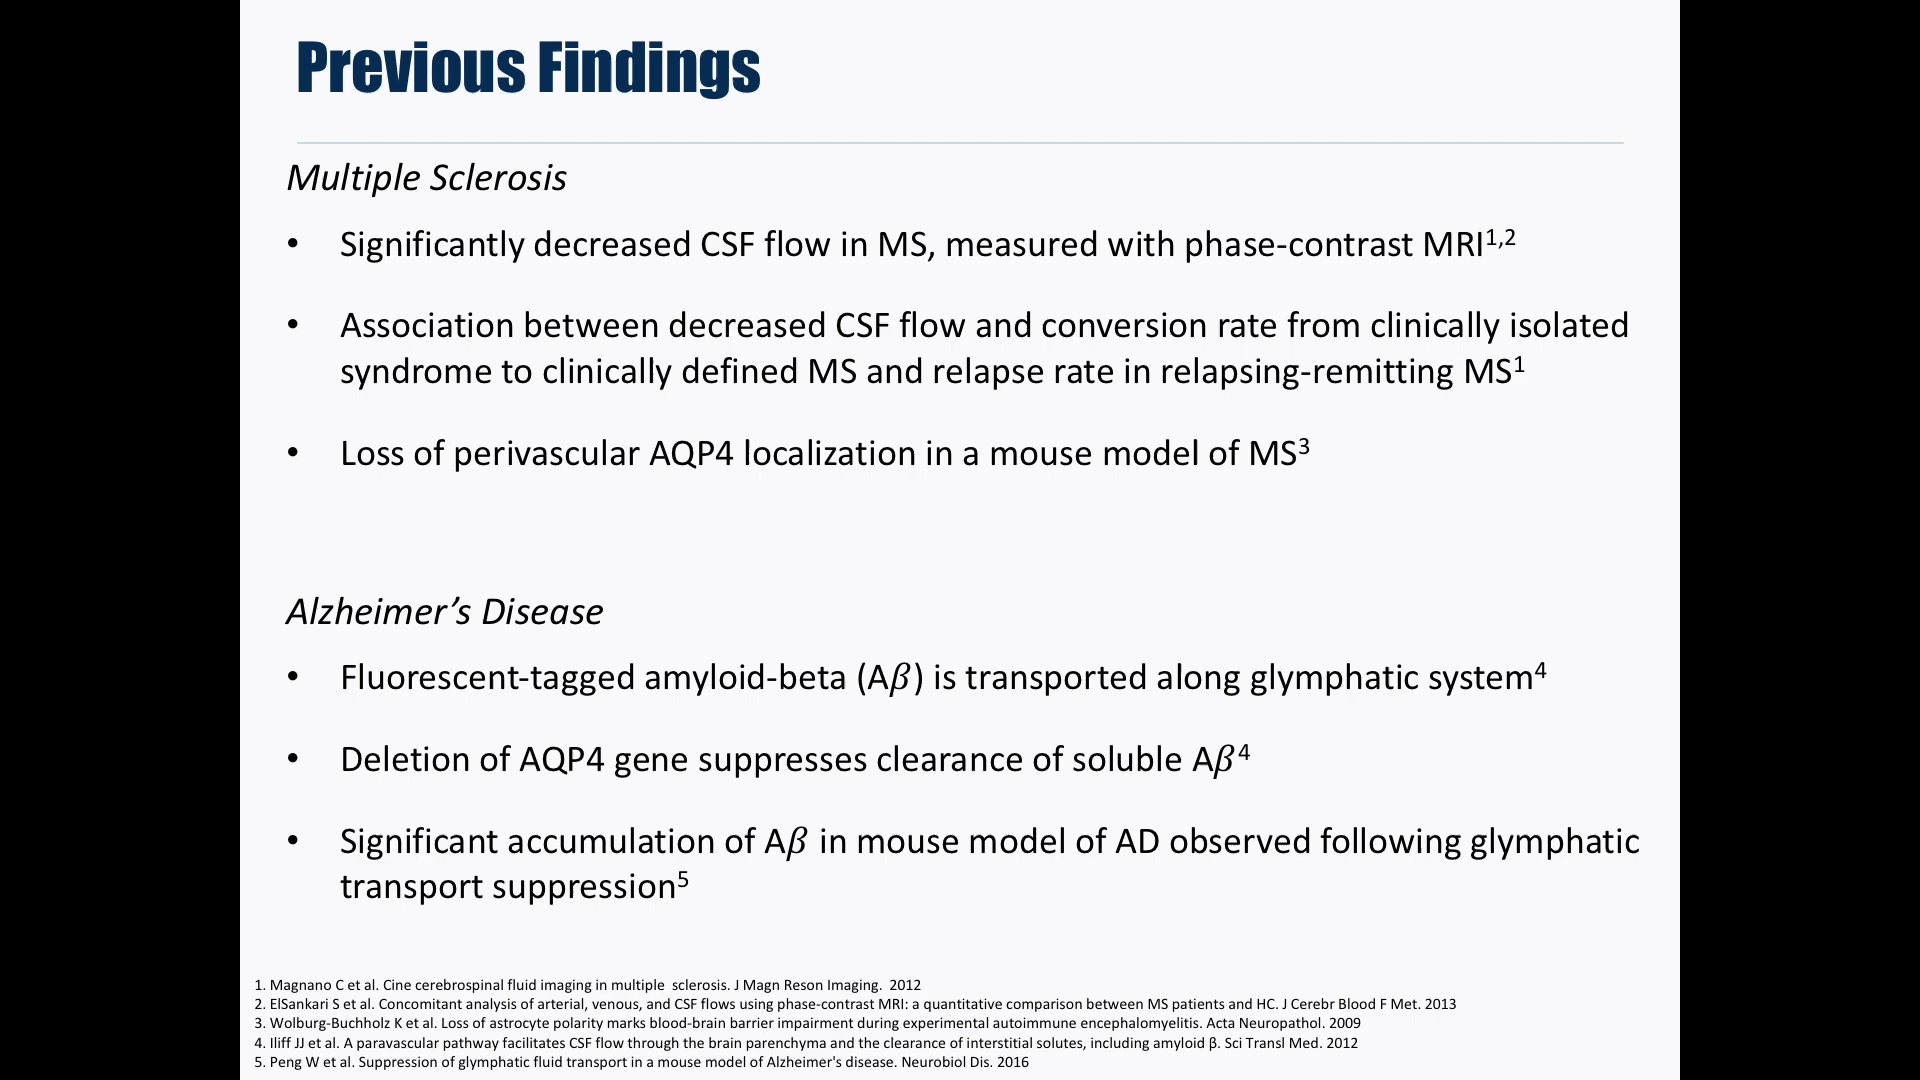 Previous Findings
Multiple Sclerosis
• Significantly decreased CSF flow in MS, measured with phase-contrast MRI1,2
• Association between decreased CSF flow and conversion rate from clinically isolated
syndrome to clinically defined MS and relapse rate in relapsing-remitting MS1
• Loss of perivascular AQP4 localization in a mouse model of MS3
Alzheimer’s Disease
• Fluorescent-tagged amyloid-beta (Aβ) is transported along glymphatic system4
• Deletion of AQP4 gene suppresses clearance of soluble Aβ4
• Significant accumulation of Aβ in mouse model of AD observed following glymphatic
transport suppression5
1. Magnano C et al. Cine cerebrospinal fluid imaging in multiple sclerosis. J Magn Reson Imaging. 2012
2. ElSankari S et al. Concomitant analysis of arterial, venous, and CSF flows using phase-contrast MRI: a quantitative comparison between MS patients and HC. J Cerebr Blood F Met. 2013
3. Wolburg-Buchholz K et al. Loss of astrocyte polarity marks blood-brain barrier impairment during experimental autoimmune encephalomyelitis. Acta Neuropathol. 2009
4. Iliff JJ et al. A paravascular pathway facilitates CSF flow through the brain parenchyma and the clearance of interstitial solutes, including amyloid β. Sci Transl Med. 2012
5. Peng W et al. Suppression of glymphatic fluid transport in a mouse model of Alzheimer's disease. Neurobiol Dis. 2016